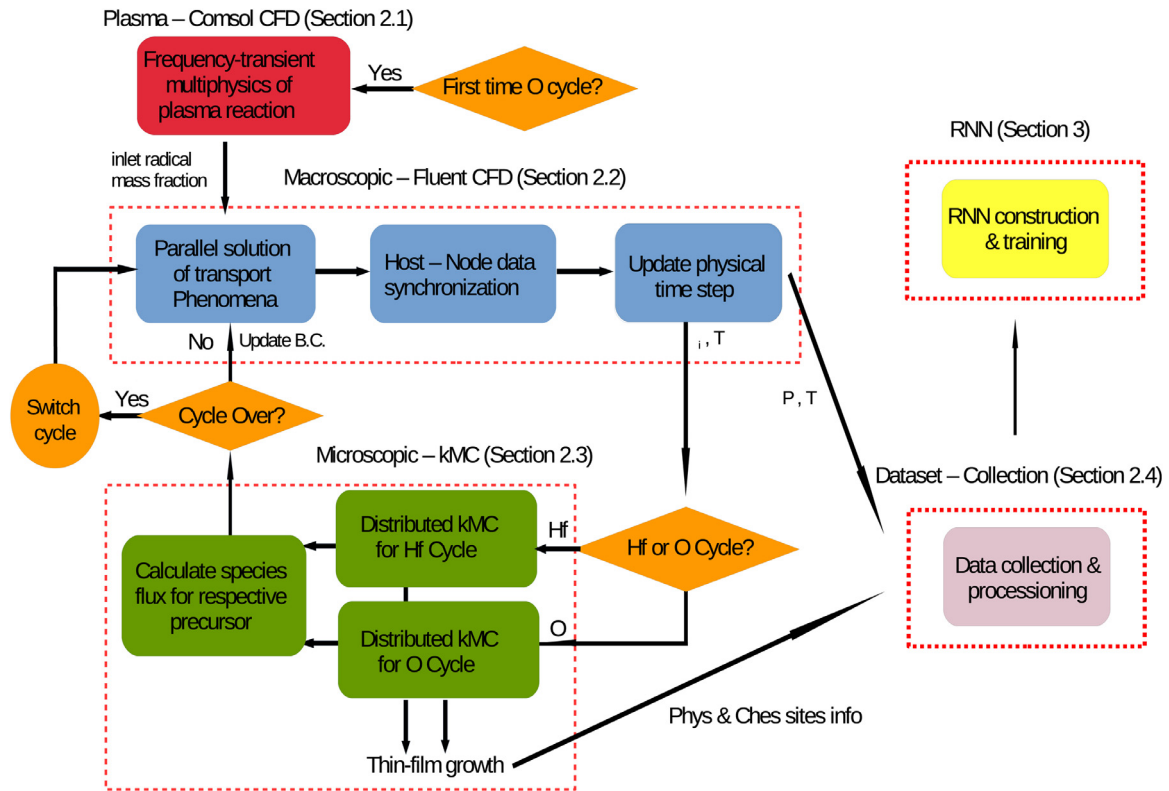 Plasma – Comsol CFD (Section 2.1)
Frequency-transient
multiphysics of
plasma reaction
Yes
First time O cycle?
inlet radical
mass fraction
Macroscopic – Fluent CFD (Section 2.2)
Parallel solution
of transport
Phenomena
Host – Node data
synchronization
Update physical
time step
No
Update B.C.
i , T
Switch
cycle
Yes
Cycle Over?
P , T
Microscopic – kMC (Section 2.3)
Distributed kMC
for Hf Cycle
Hf
Hf or O Cycle?
Calculate species
flux for respective
precursor
Distributed kMC
for O Cycle
O
Thin-film growth
Phys & Ches sites info
RNN (Section 3)
RNN construction
& training
Dataset – Collection (Section 2.4)
Data collection &
processioning